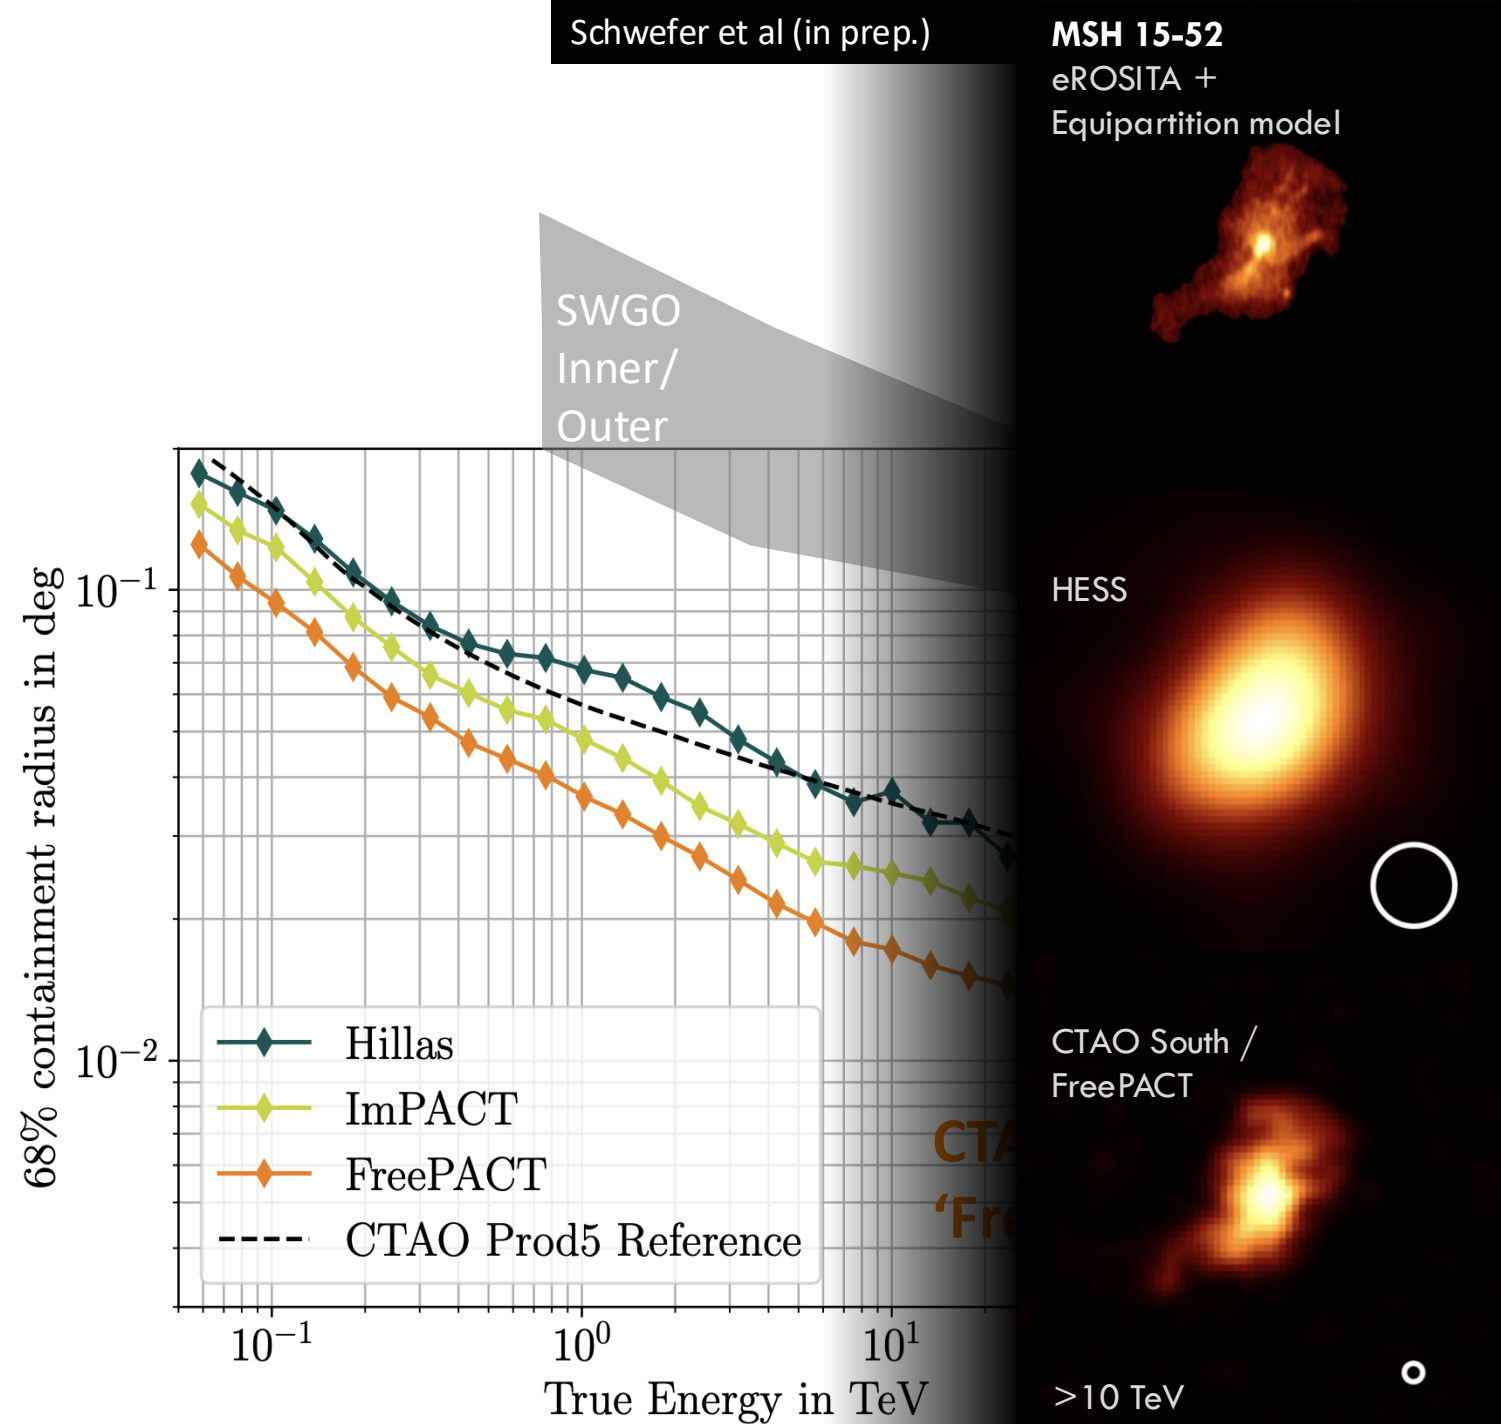 Schwefer et al (in prep.)
MSH 15-52
eROSITA +
Equipartition model
SWGO
Inner/
Outer
HESS
CTAO South /
FreePACT
>10 TeV
68% containment radius in deg
10⁻¹
10⁻²
Hillas
ImPACT
FreePACT
CTAO Prod5 Reference
CTA
‘Fre
10⁻¹
10⁰
10¹
True Energy in TeV